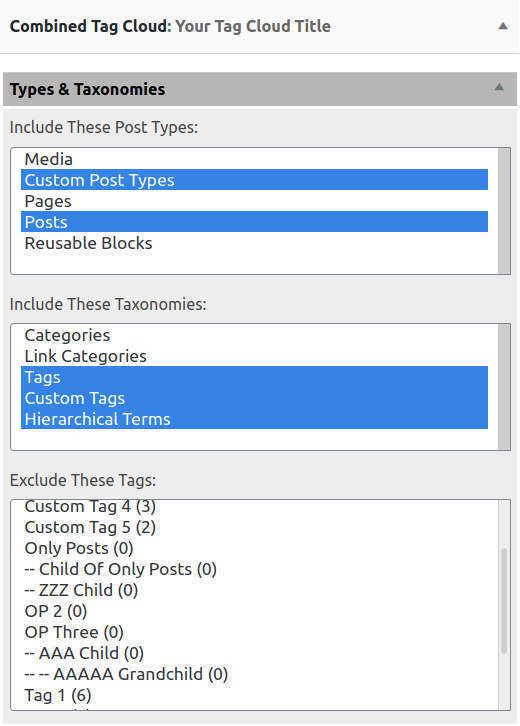 Combined Tag Cloud: Your Tag Cloud Title
Types & Taxonomies
Include These Post Types:
Media
Custom Post Types
Pages
Posts
Reusable Blocks
Include These Taxonomies:
Categories
Link Categories
Tags
Custom Tags
Hierarchical Terms
Exclude These Tags:
Custom Tag 4 (3)
Custom Tag 5 (2)
Only Posts (0)
-- Child Of Only Posts (0)
-- ZZZ Child (0)
OP 2 (0)
OP Three (0)
-- AAA Child (0)
-- -- AAAAA Grandchild (0)
Tag 1 (6)